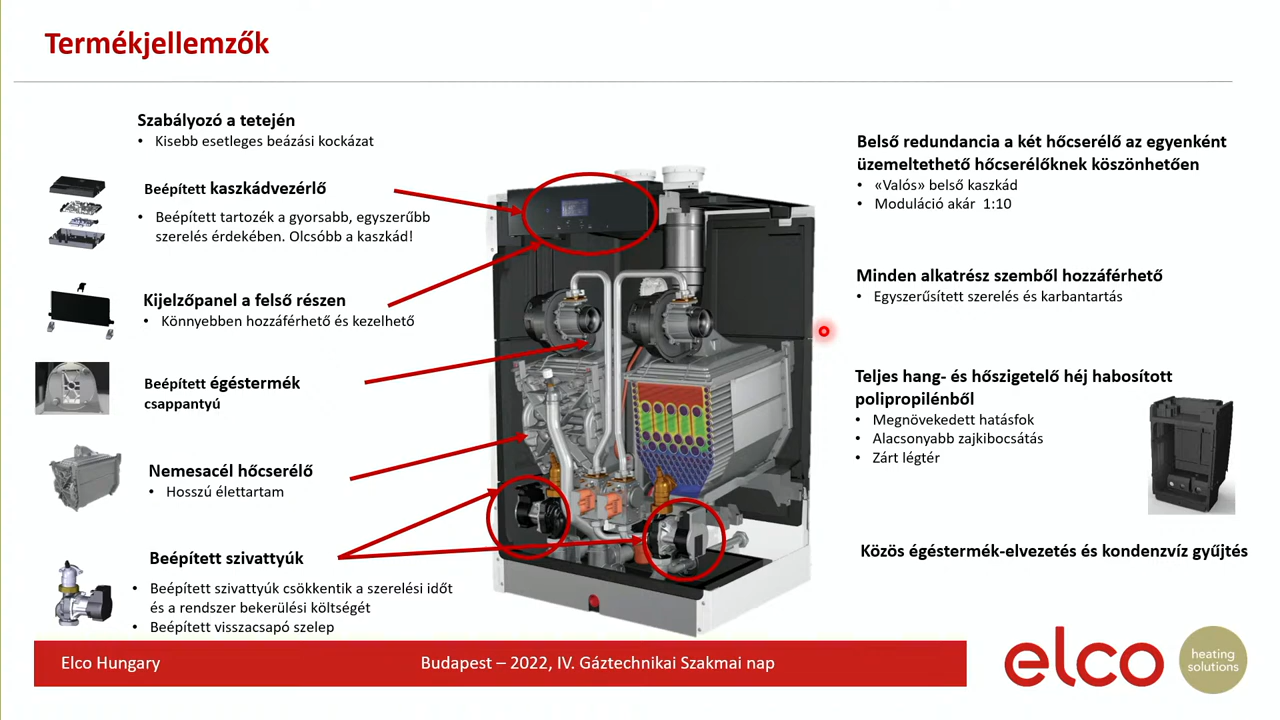 Termékjellemzők
Szabályozó a tetején
• Kisebb esetleges beázási kockázat
Beépített kaszkádvezérlő
• Beépített tartozék a gyorsabb, egyszerűbb
szerelés érdekében. Olcsóbb a kaszkád!
Kijelzőpanel a felső részen
• Könnyebben hozzáférhető és kezelhető
Beépített égéstermék
csappantyú
Nemesacél hőcserélő
• Hosszú élettartam
Beépített szivattyúk
• Beépített szivattyúk csökkentik a szerelési időt
és a rendszer bekerülési költségét
• Beépített visszacsapó szelep
Belső redundancia a két hőcserélő az egyenként
üzemeltethető hőcserélőknek köszönhetően
• «Valós» belső kaszkád
• Moduláció akár 1:10
Minden alkatrész szemből hozzáférhető
• Egyszerűsített szerelés és karbantartás
Teljes hang- és hőszigetelő héj habosított
polipropilénből
• Megnövekedett hatásfok
• Alacsonyabb zajkibocsátás
• Zárt légtér
Közös égéstermék-elvezetés és kondenzvíz gyűjtés
Elco Hungary
Budapest – 2022, IV. Gáztechnikai Szakmai nap
elco
heating
solutions